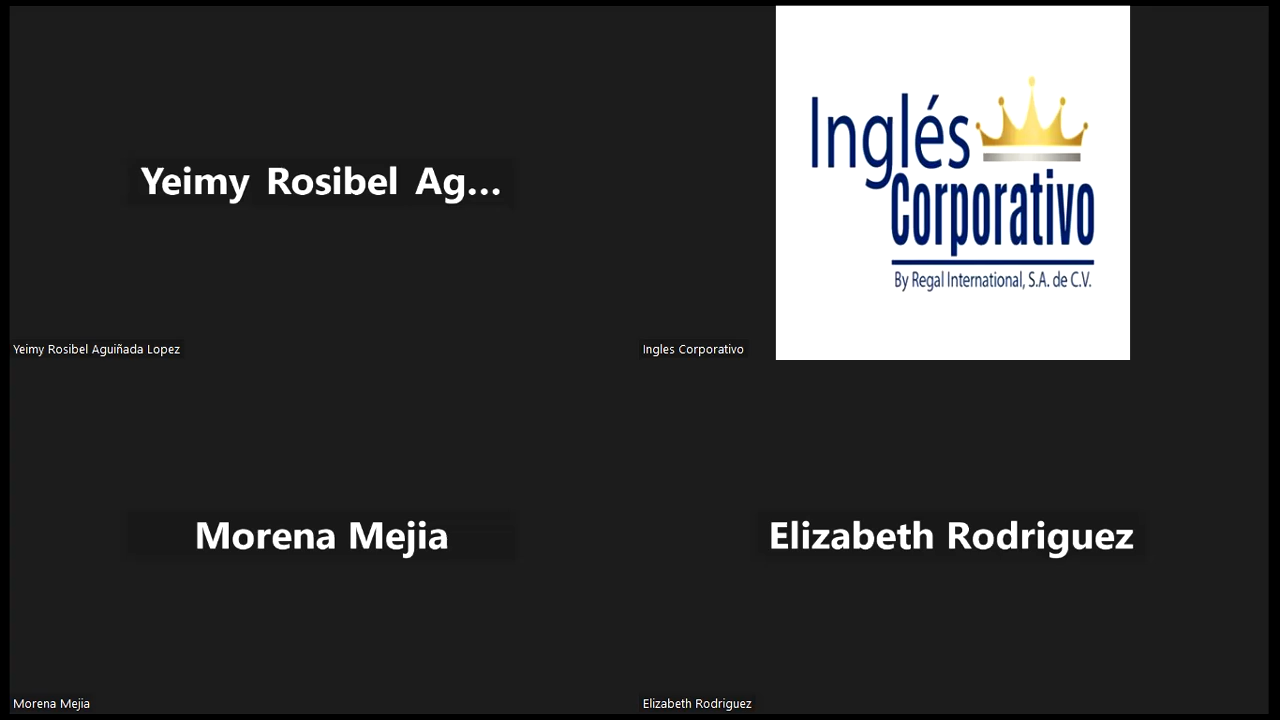 Yeimy Rosibel Ag...
Yeimy Rosibel Aguiñada Lopez
Inglés
Corporativo
By Regal International, S.A. de C.V.
Ingles Corporativo
Morena Mejia
Morena Mejia
Elizabeth Rodriguez
Elizabeth Rodriguez